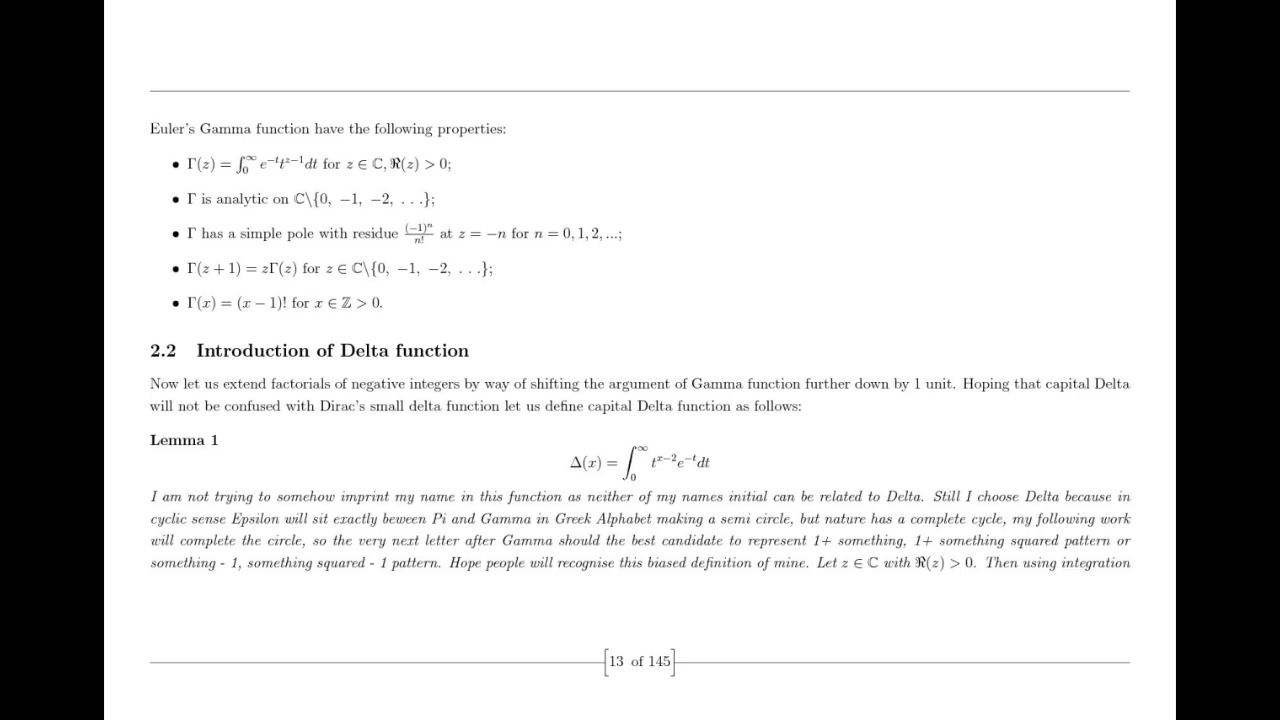 Euler's Gamma function have the following properties:
• Γ(z) = ∫₀^∞ e^{−t}t^{z−1}dt for z ∈ ℂ, ℜ(z) > 0;
• Γ is analytic on ℂ\{0, −1, −2, . . .};
• Γ has a simple pole with residue (−1)^n/n! at z = −n for n = 0, 1, 2, ...;
• Γ(z + 1) = zΓ(z) for z ∈ ℂ\{0, −1, −2, . . .};
• Γ(x) = (x − 1)! for x ∈ ℤ > 0.
2.2 Introduction of Delta function
Now let us extend factorials of negative integers by way of shifting the argument of Gamma function further down by 1 unit. Hoping that capital Delta
will not be confused with Dirac's small delta function let us define capital Delta function as follows:
Lemma 1
Δ(x) = ∫₀^∞ t^{x−2}e^{−t}dt
I am not trying to somehow imprint my name in this function as neither of my names initial can be related to Delta. Still I choose Delta because in
cyclic sense Epsilon will sit exactly beween Pi and Gamma in Greek Alphabet making a semi circle, but nature has a complete cycle, my following work
will complete the circle, so the very next letter after Gamma should the best candidate to represent 1+ something, 1+ something squared pattern or
something - 1, something squared - 1 pattern. Hope people will recognise this biased definition of mine. Let z ∈ ℂ with ℜ(z) > 0. Then using integration
[13 of 145]